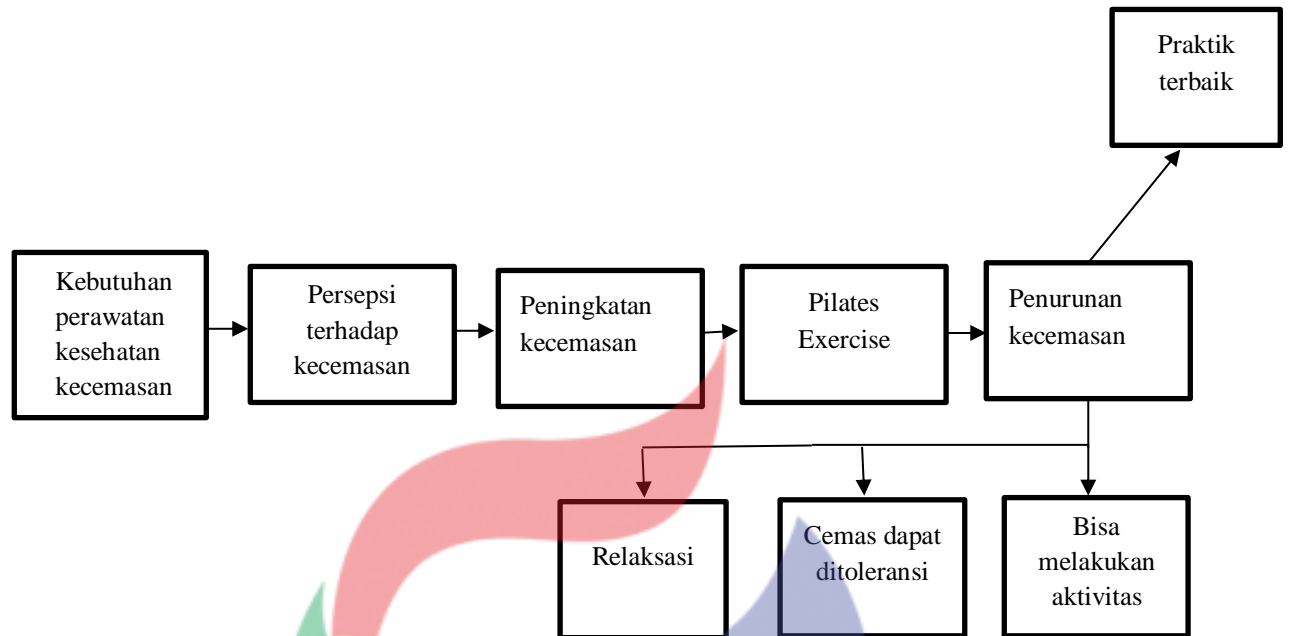 Praktik
terbaik
Kebutuhan
perawatan
kesehatan
kecemasan
Persepsi
terhadap
kecemasan
Peningkatan
kecemasan
Pilates
Exercise
Penurunan
kecemasan
Relaksasi
Cemas dapat
ditoleransi
Bisa
melakukan
aktivitas